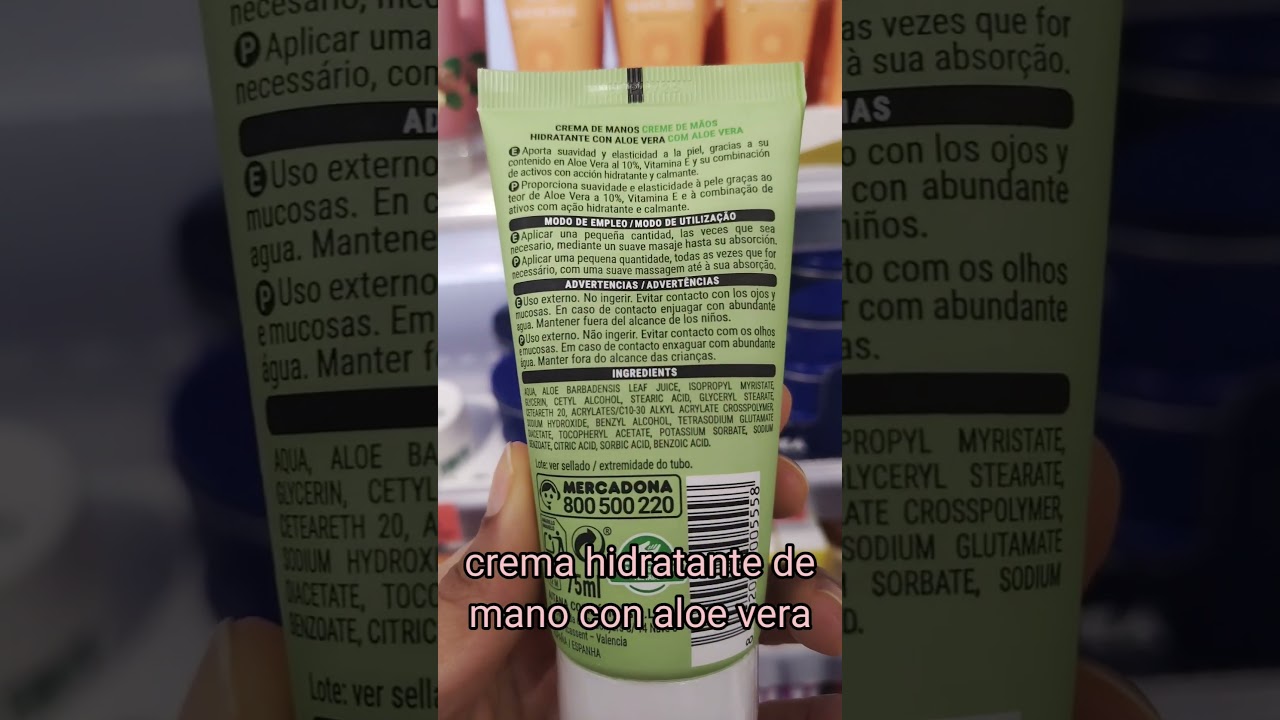 CREMA DE MANOS CREME DE MÃOS
HIDRATANTE CON ALOE VERA COM ALOE VERA
E Aporta suavidad y elasticidad a la piel, gracias a su
contenido en Aloe Vera al 10%, Vitamina E y su combinación
de activos con acción hidratante y calmante.
P Proporciona suavidade e elasticidade à pele graças ao
teor de Aloe Vera a 10%, Vitamina E e à combinação de
ativos com ação hidratante e calmante.
MODO DE EMPLEO / MODO DE UTILIZAÇÃO
E Aplicar una pequeña cantidad, las veces que sea
necesario, mediante un suave masaje hasta su absorción.
P Aplicar uma pequena quantidade, todas as vezes que for
necessário, com uma suave massagem até à sua absorção.
ADVERTENCIAS / ADVERTÊNCIAS
E Uso externo. No ingerir. Evitar contacto con los ojos y
mucosas. En caso de contacto enjuagar con abundante
agua. Mantener fuera del alcance de los niños.
P Uso externo. Não ingerir. Evitar contacto com os olhos
e mucosas. Em caso de contacto enxaguar com abundante
água. Manter fora do alcance das crianças.
INGREDIENTS
AQUA, ALOE BARBADENSIS LEAF JUICE, ISOPROPYL MYRISTATE,
GLYCERIN, CETYL ALCOHOL, STEARIC ACID, GLYCERYL STEARATE,
CETEARETH 20, ACRYLATES/C10-30 ALKYL ACRYLATE CROSSPOLYMER,
SODIUM HYDROXIDE, BENZYL ALCOHOL, TETRASODIUM GLUTAMATE
DIACETATE, TOCOPHERYL ACETATE, POTASSIUM SORBATE, SODIUM
BENZOATE, CITRIC ACID, SORBIC ACID, BENZOIC ACID.
Lote: ver sellado / extremidade do tubo.
MERCADONA
800 500 220
75ml
crema hidratante de
mano con aloe vera
- Valencia
/ ESPANHA